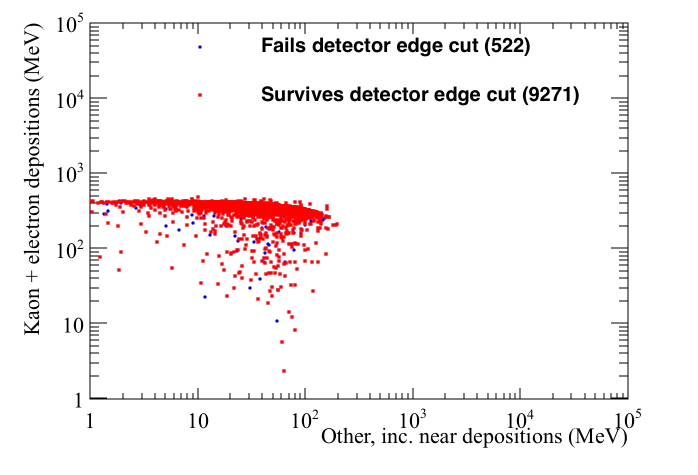 10^5
Fails detector edge cut (522)
10^4
Survives detector edge cut (9271)
10^3
10^2
10
1
Kaon + electron depositions (MeV)
1 10 10^2 10^3 10^4 10^5
Other, inc. near depositions (MeV)